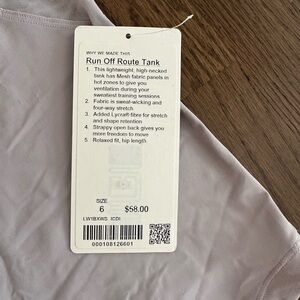 WHY WE MADE THIS
Run Off Route Tank
1. This lightweight, high-necked
tank has Mesh fabric panels in
hot zones to give you
ventilation during your
sweatiest training sessions
2. Fabric is sweat-wicking and
four-way stretch
3. Added Lycra® fibre for stretch
and shape retention
4. Strappy open back gives you
more freedom to move
5. Relaxed fit, hip length
SIZE
6 $58.00
LW1BXWS ICDI
000108126601